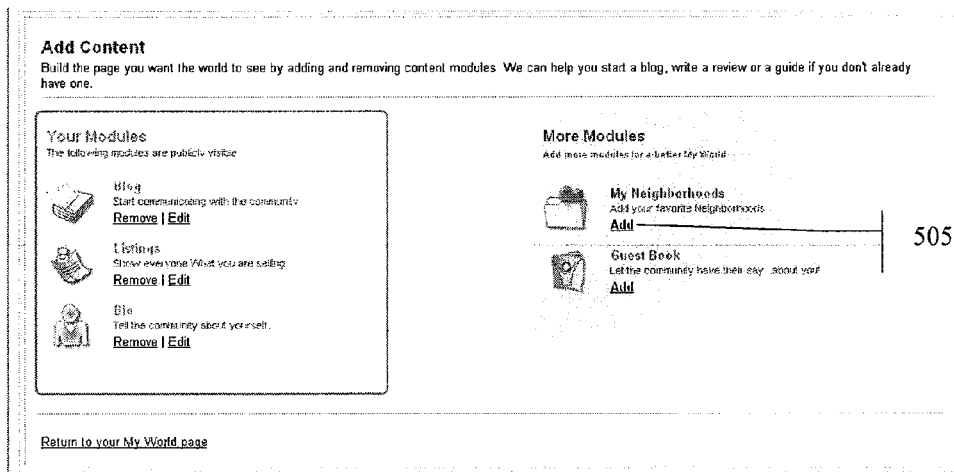 Add Content
Build the page you want the world to see by adding and removing content modules. We can help you start a blog, write a review or a guide if you don't already
have one.
Your Modules
The following modules are publicly visible
Blog
Start communicating with the community
Remove | Edit
Listings
Show everyone What you are selling
Remove | Edit
Bio
Tell the community about yourself.
Remove | Edit
More Modules
Add more modules for a better My World
My Neighborhoods
Add your favorite Neighborhoods
Add
505
Guest Book
Let the community have their say about you!
Add
Return to your My World page